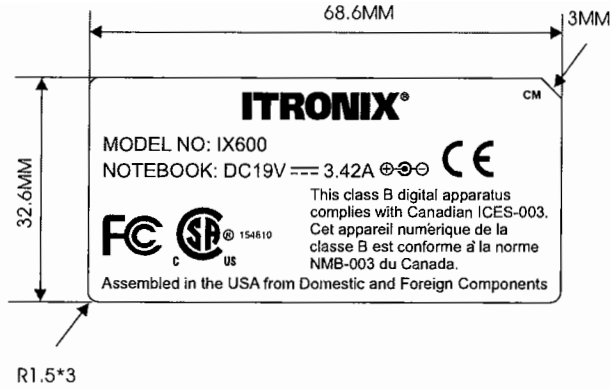 68.6MM
3MM
32.6MM
ITRONIX®
CM
MODEL NO: IX600
NOTEBOOK: DC19V 3.42A CE
This class B digital apparatus
complies with Canadian ICES-003.
Cet appareil numérique de la
classe B est conforme à la norme
NMB-003 du Canada.
FC SA® 154610
C US
Assembled in the USA from Domestic and Foreign Components
R1.5*3